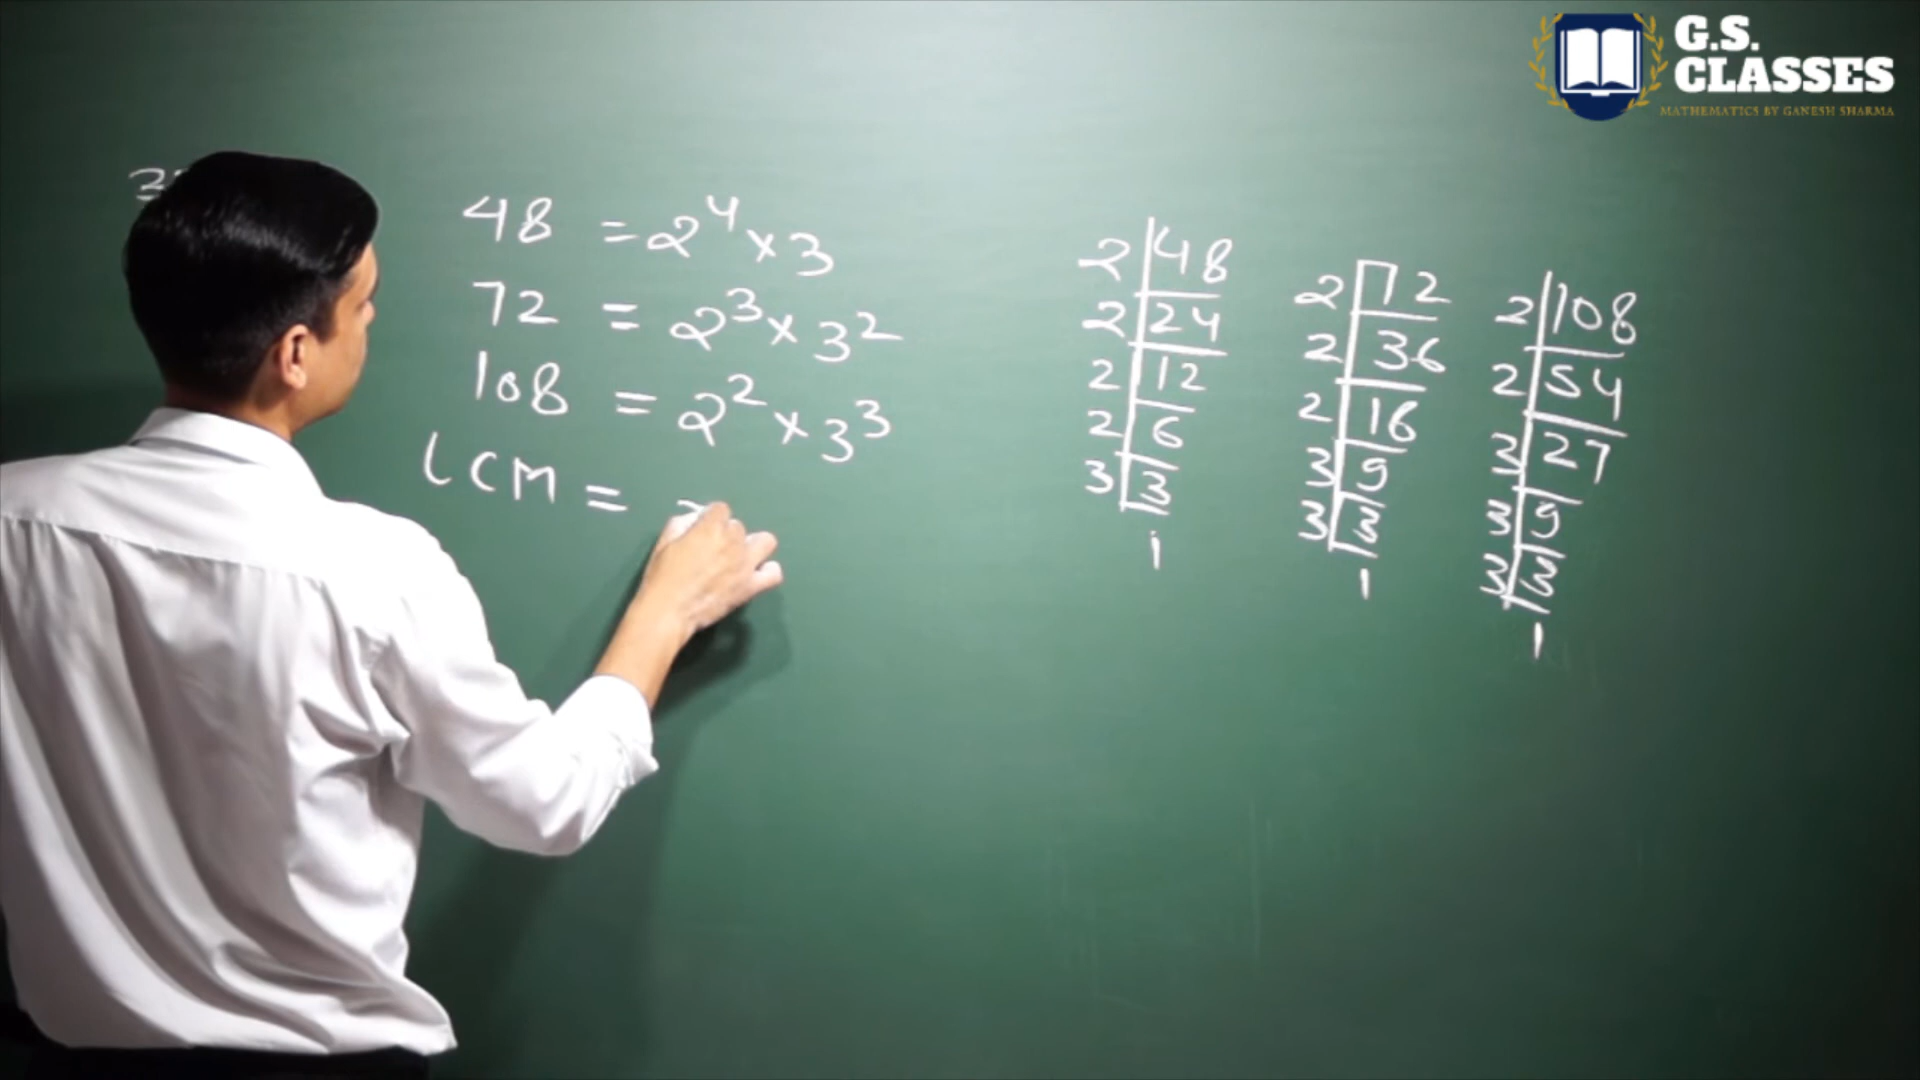 G.S.
CLASSES
MATHEMATICS BY GANESH SHARMA
48 = 2⁴ × 3
72 = 2³ × 3²
108 = 2² × 3³
LCM =
2 | 48
2 | 24
2 | 12
2 | 6
3 | 3
1
2 | 72
2 | 36
2 | 16
3 | 9
3 | 3
1
2 | 108
2 | 54
3 | 27
3 | 9
3 | 3
1